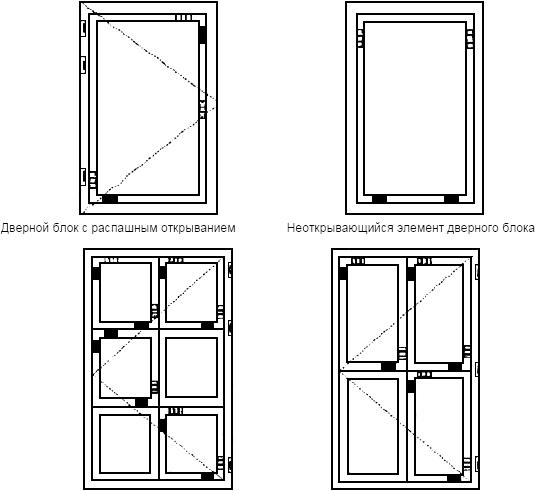 Дверной блок с распашным открыванием
Неоткрывающийся элемент дверного блока